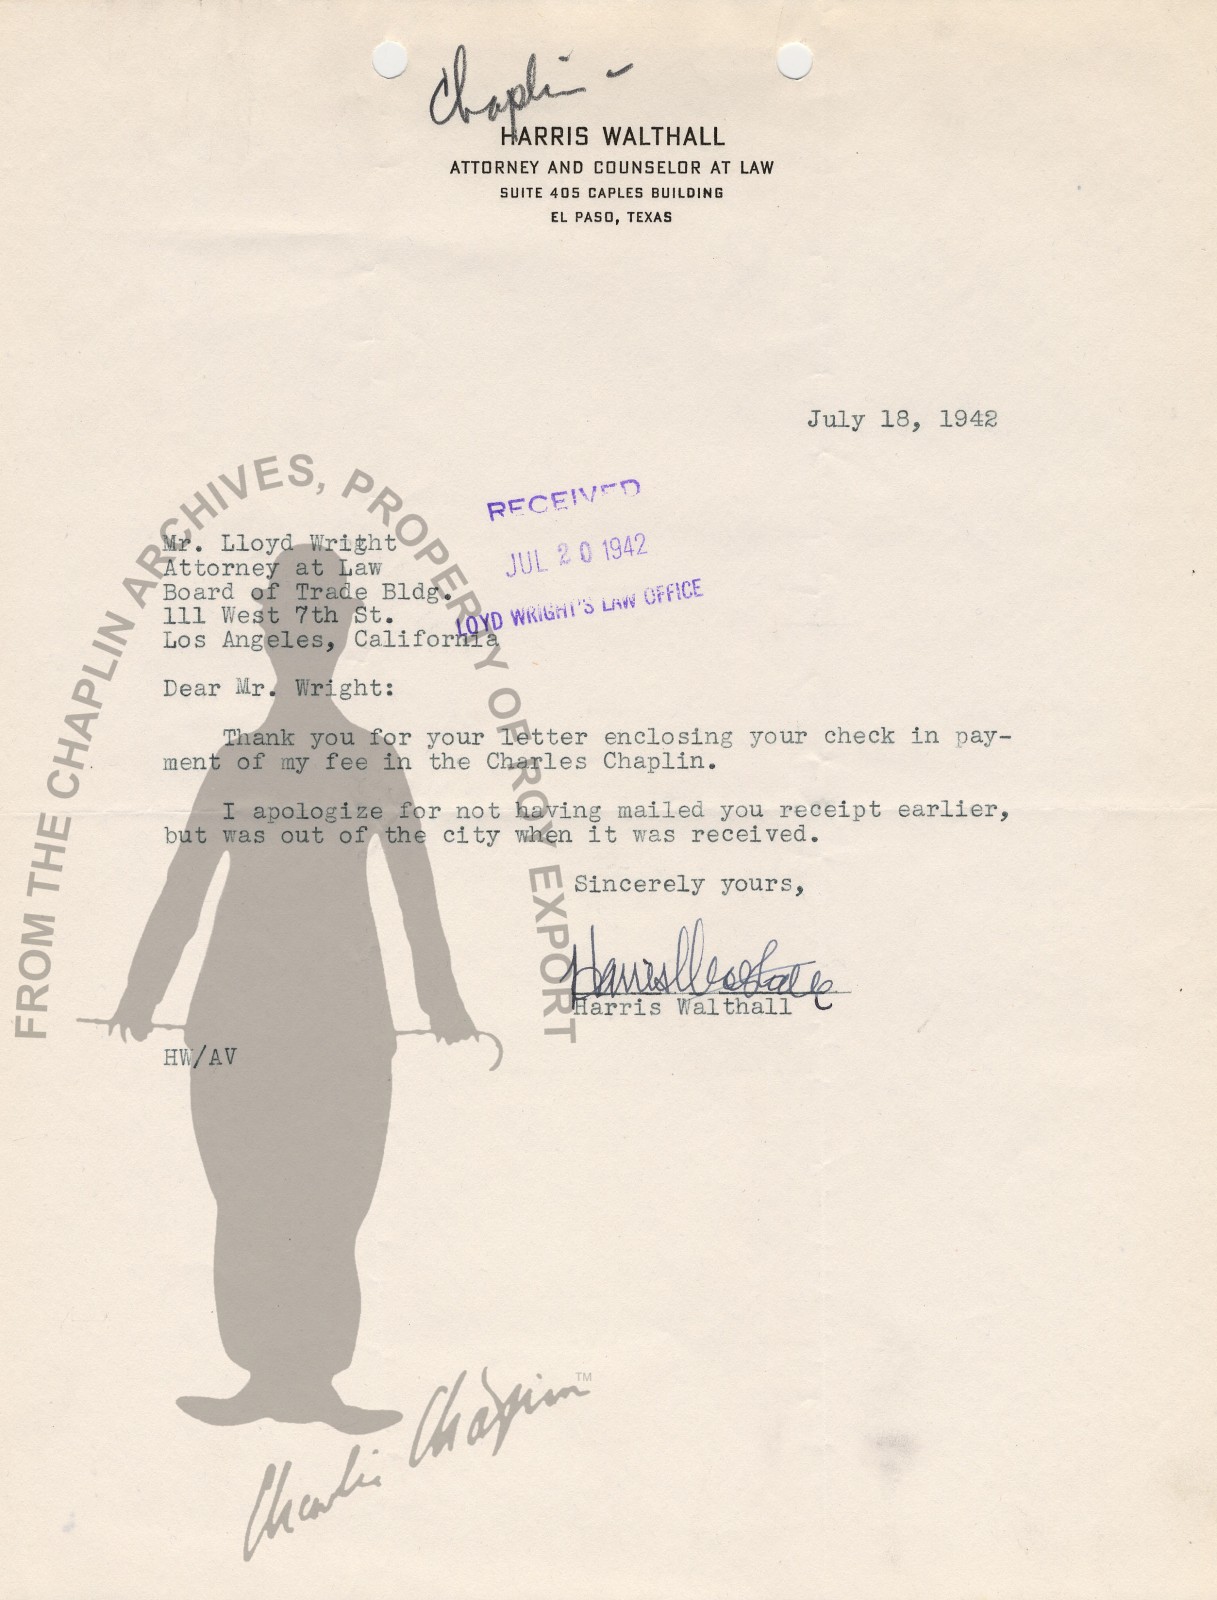 Chaplin -
HARRIS WALTHALL
ATTORNEY AND COUNSELOR AT LAW
SUITE 405 CAPLES BUILDING
EL PASO, TEXAS
July 18, 1942
RECEIVED
JUL 20 1942
LOYD WRIGHT'S LAW OFFICE
Mr. Lloyd Wright
Attorney at Law
Board of Trade Bldg.
111 West 7th St.
Los Angeles, California
Dear Mr. Wright:
Thank you for your letter enclosing your check in pay-
ment of my fee in the Charles Chaplin.
I apologize for not having mailed you receipt earlier,
but was out of the city when it was received.
Sincerely yours,
Harris Walthall
Harris Walthall
HW/AV
FROM THE CHAPLIN ARCHIVES, PROPERTY OF ROY EXPORT
Charlie Chaplin™